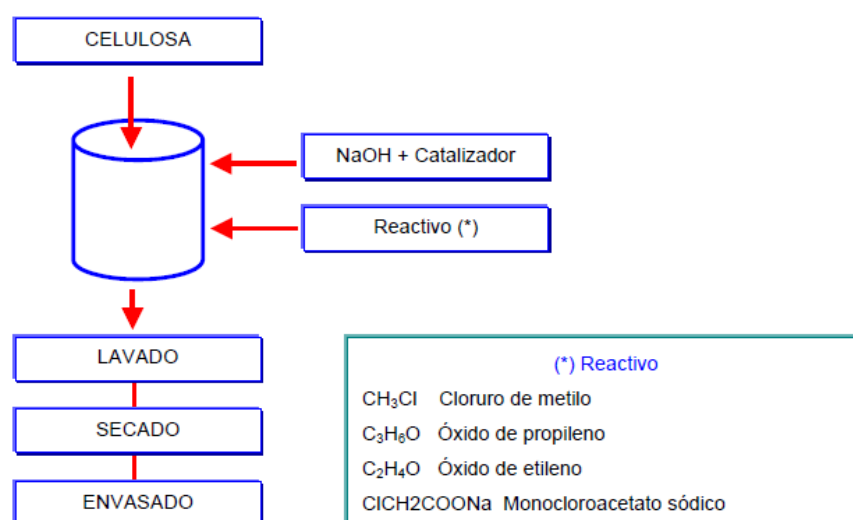 CELULOSA
NaOH + Catalizador
Reactivo (*)
LAVADO
SECADO
ENVASADO
(*) Reactivo
CH₃Cl Cloruro de metilo
C₃H₆O Óxido de propileno
C₂H₄O Óxido de etileno
ClCH2COONa Monocloroacetato sódico